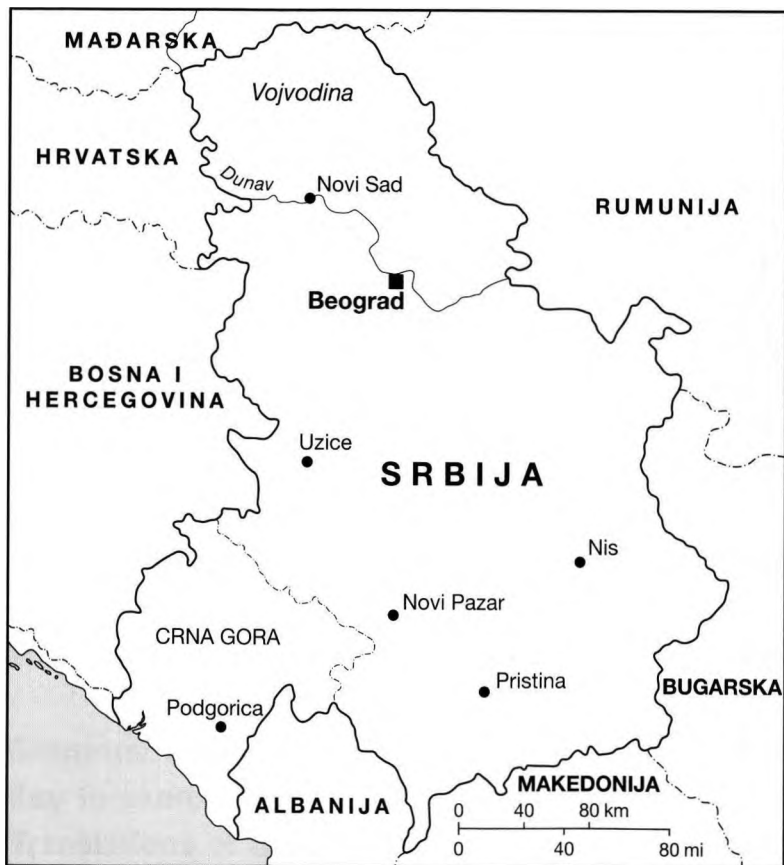 MAĐARSKA
Vojvodina
HRVATSKA
Dunav
Novi Sad
RUMUNIJA
Beograd
BOSNA I
HERCEGOVINA
Uzice
SRBIJA
Nis
Novi Pazar
CRNA GORA
Pristina
BUGARSKA
Podgorica
MAKEDONIJA
ALBANIJA
0 40 80 km
0 40 80 mi